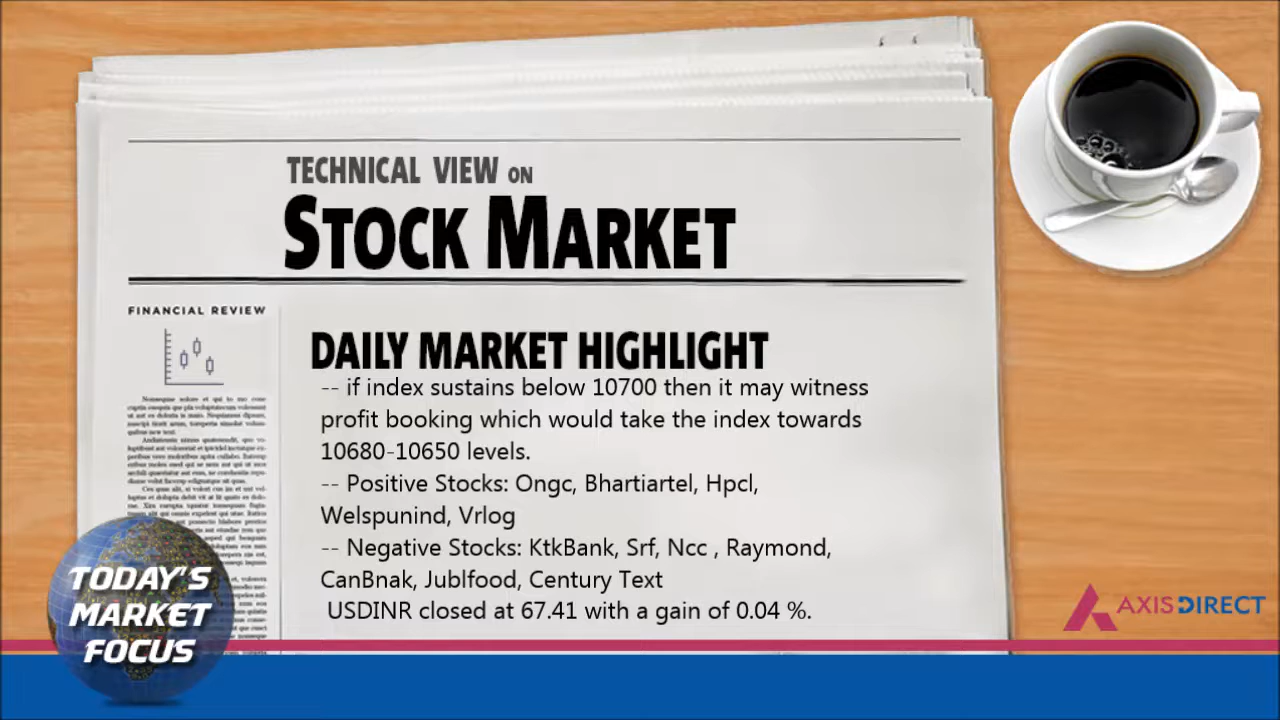 TECHNICAL VIEW ON
STOCK MARKET
FINANCIAL REVIEW
DAILY MARKET HIGHLIGHT
-- if index sustains below 10700 then it may witness
profit booking which would take the index towards
10680-10650 levels.
-- Positive Stocks: Ongc, Bhartiartel, Hpcl,
Welspunind, Vrlog
-- Negative Stocks: KtkBank, Srf, Ncc , Raymond,
CanBnak, Jublfood, Century Text
USDINR closed at 67.41 with a gain of 0.04 %.
TODAY'S
MARKET
FOCUS
AXIS DIRECT